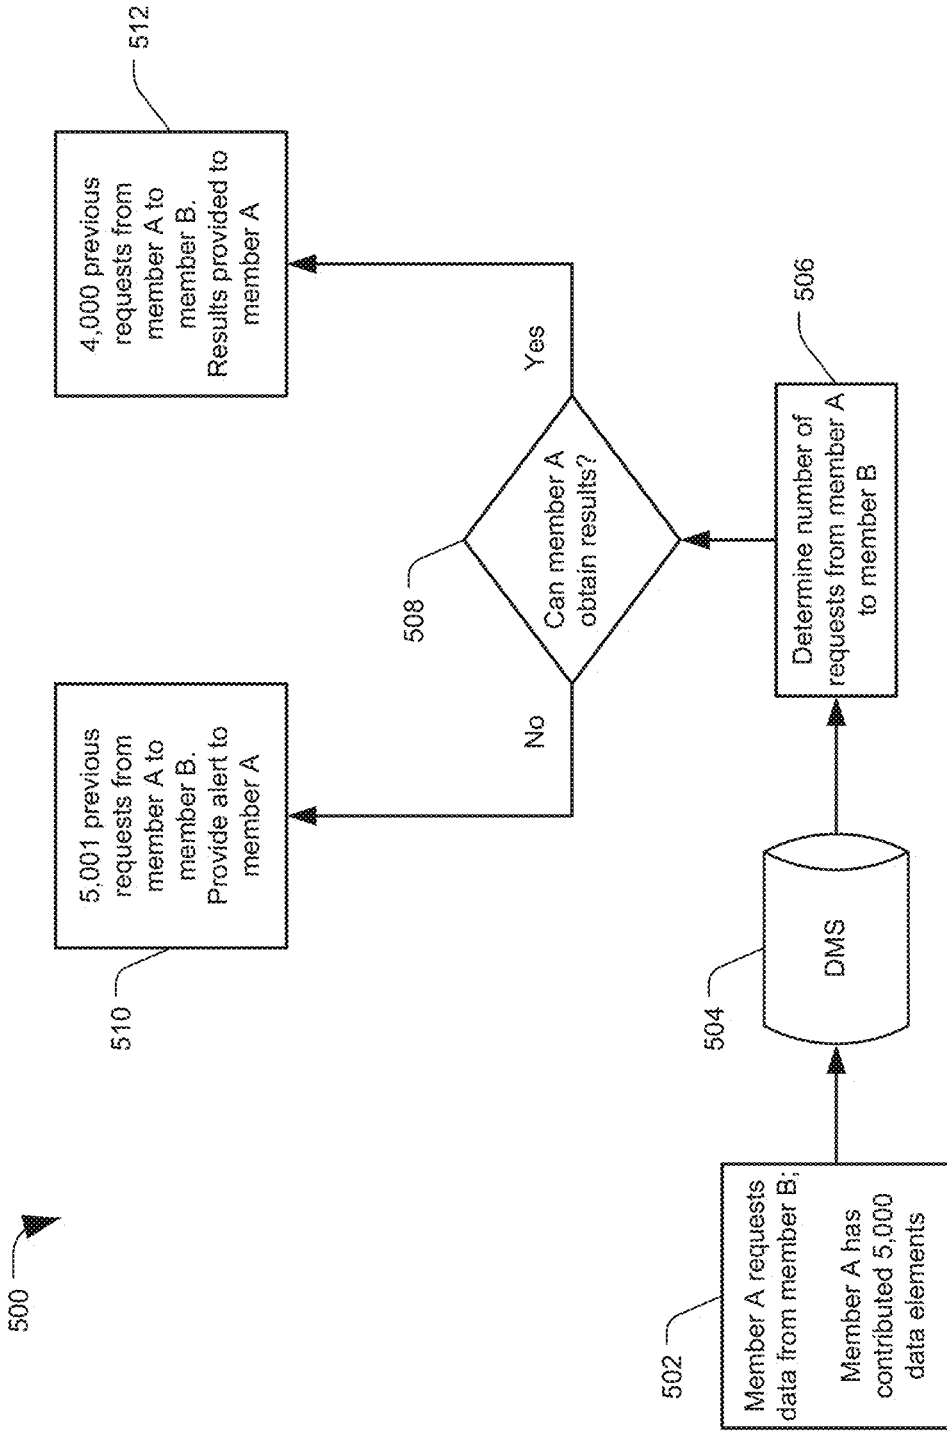 500
502
Member A requests
data from member B;
Member A has
contributed 5,000
data elements
504
DMS
506
Determine number of
requests from member A
to member B
508
Can member A
obtain results?
No
Yes
510
5,001 previous
requests from
member A to
member B.
Provide alert to
member A
512
4,000 previous
requests from
member A to
member B.
Results provided to
member A